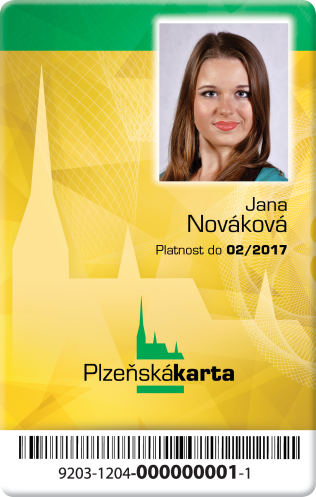 Jana
Nováková
Platnost do 02/2017
Plzeňskákarta
9203-1204-000000001-1